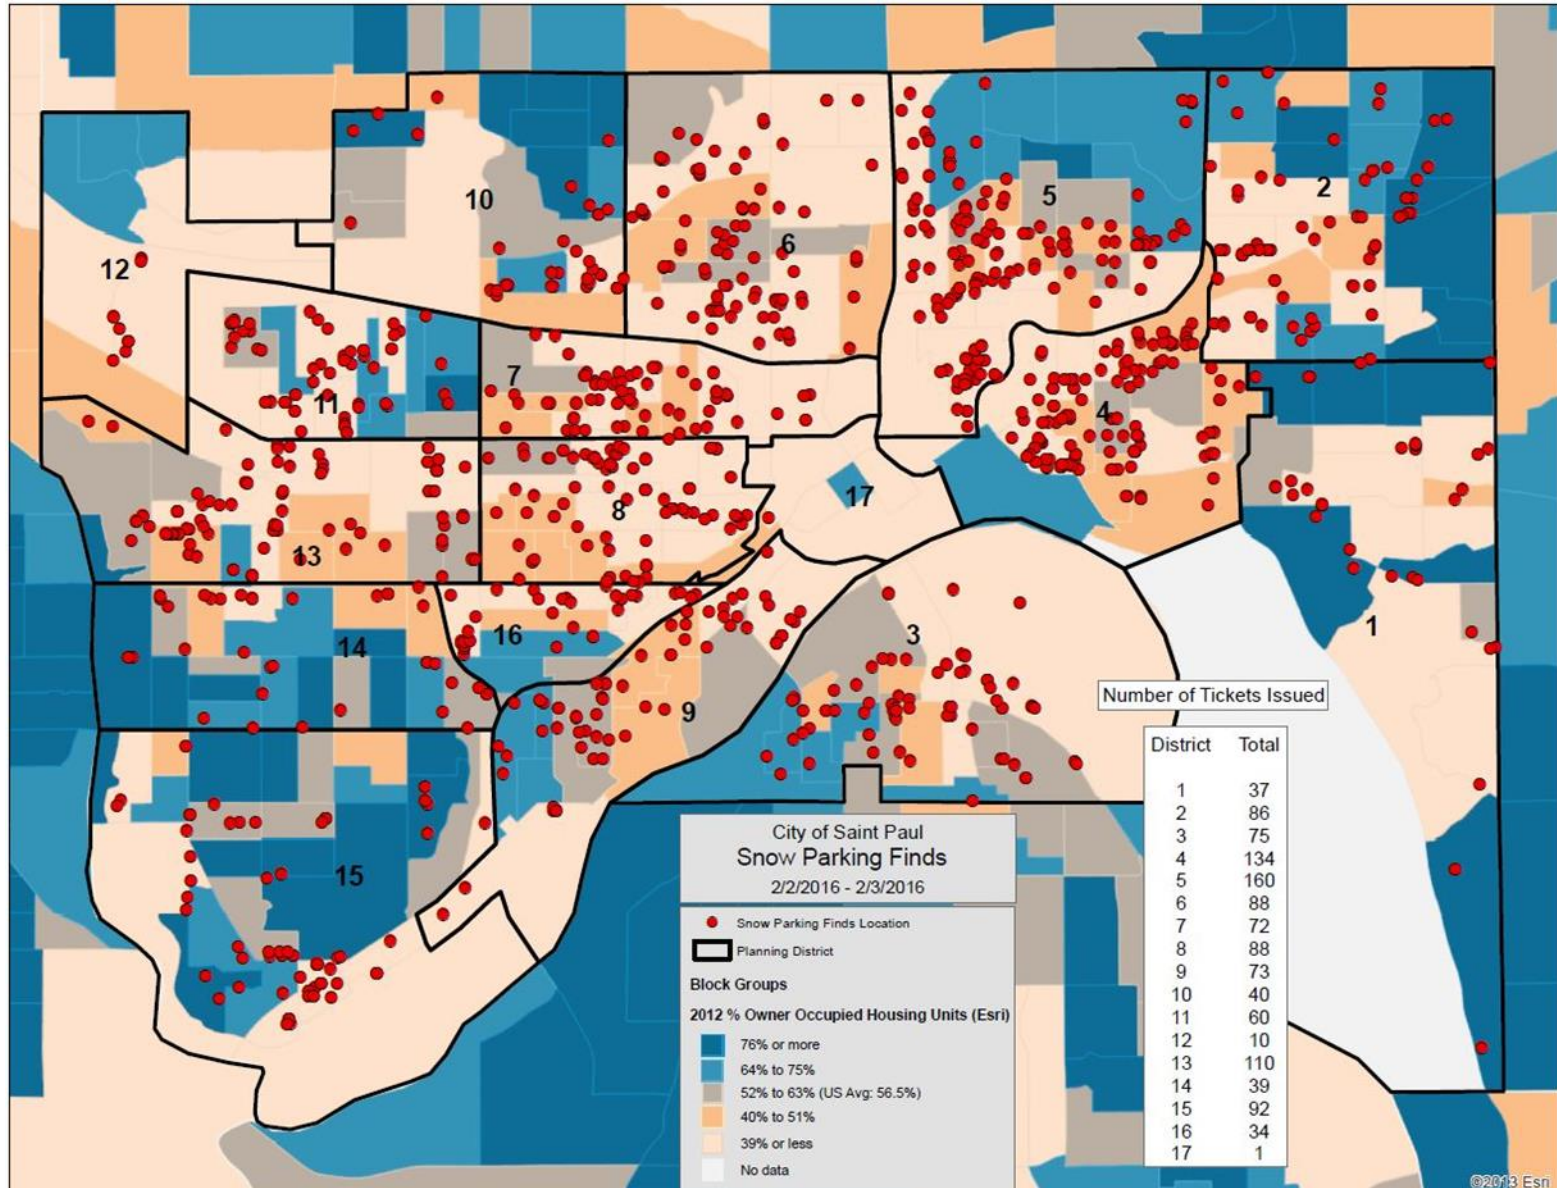 10
5
2
12
6
7
11
4
17
8
13
1
14
16
3
9
15
Number of Tickets Issued
District Total
1 37
2 86
3 75
4 134
5 160
6 88
7 72
8 88
9 73
10 40
11 60
12 10
13 110
14 39
15 92
16 34
17 1
City of Saint Paul
Snow Parking Finds
2/2/2016 - 2/3/2016
Snow Parking Finds Location
Planning District
Block Groups
2012 % Owner Occupied Housing Units (Esri)
76% or more
64% to 75%
52% to 63% (US Avg: 56.5%)
40% to 51%
39% or less
No data
©2013 Esri